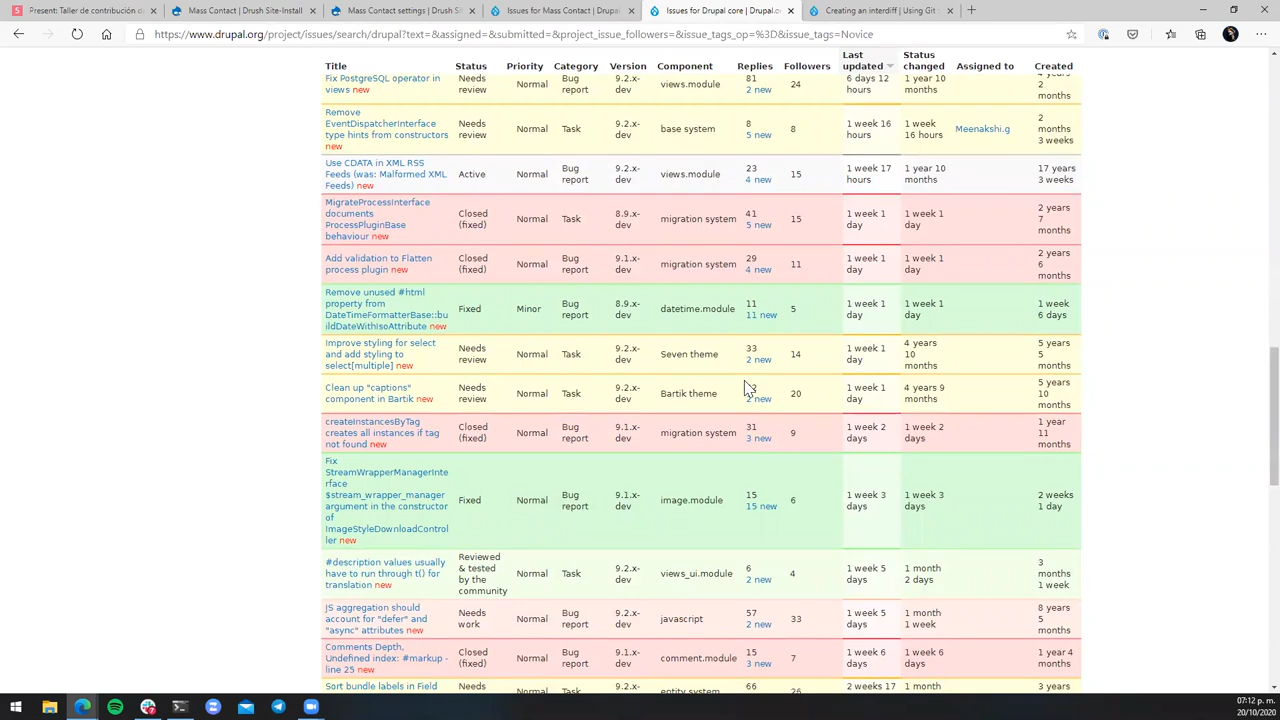 Present: Taller de contribución d
Mass Contact | Drush Site-Install
Mass Contact settings | Drush S
Issues for Mass Contact | Drupal
Issues for Drupal core | Drupal.o
Creating an interdiff | Using Git
https://www.drupal.org/project/issues/search/drupal?text=&assigned=&submitted=&project_issue_followers=&issue_tags_op=%3D&issue_tags=Novice
Title Status Priority Category Version Component Replies Followers Last updated Status changed Assigned to Created
Fix PostgreSQL operator in views new Needs review Normal Bug report 9.2.x-dev views.module 81 2 new 24 6 days 12 hours 1 year 10 months 2 months
Remove EventDispatcherInterface type hints from constructors new Needs review Normal Task 9.2.x-dev base system 8 5 new 8 1 week 16 hours 1 week 16 hours Meenakshi.g 2 months 3 weeks
Use CDATA in XML RSS Feeds (was: Malformed XML Feeds) new Active Normal Bug report 9.2.x-dev views.module 23 4 new 15 1 week 17 hours 1 year 10 months 17 years 3 weeks
MigrateProcessInterface documents ProcessPluginBase behaviour new Closed (fixed) Normal Task 8.9.x-dev migration system 41 5 new 15 1 week 1 day 1 week 1 day 2 years 7 months
Add validation to Flatten process plugin new Closed (fixed) Normal Bug report 9.1.x-dev migration system 29 4 new 11 1 week 1 day 1 week 1 day 2 years 6 months
Remove unused #html property from DateTimeFormatterBase::buildDateWithIsoAttribute new Fixed Minor Bug report 8.9.x-dev datetime.module 11 11 new 5 1 week 1 day 1 week 1 day 1 week 6 days
Improve styling for select and add styling to select[multiple] new Needs review Normal Task 9.2.x-dev Seven theme 33 2 new 14 1 week 1 day 4 years 10 months 5 years 5 months
Clean up "captions" component in Bartik new Needs review Normal Task 9.2.x-dev Bartik theme 2 new 20 1 week 1 day 4 years 9 months 5 years 10 months
createInstancesByTag creates all instances if tag not found new Closed (fixed) Normal Bug report 9.1.x-dev migration system 31 3 new 9 1 week 2 days 1 week 2 days 1 year 11 months
Fix StreamWrapperManagerInterface $stream_wrapper_manager argument in the constructor of ImageStyleDownloadController new Fixed Normal Bug report 9.1.x-dev image.module 15 15 new 6 1 week 3 days 1 week 3 days 2 weeks 1 day
#description values usually have to run through t() for translation new Reviewed & tested by the community Normal Task 9.2.x-dev views_ui.module 6 2 new 4 1 week 5 days 1 month 2 days 3 months 1 week
JS aggregation should account for "defer" and "async" attributes new Needs work Normal Bug report 9.2.x-dev javascript 57 2 new 33 1 week 5 days 1 month 1 week 8 years 5 months
Comments Depth, Undefined index: #markup - line 25 new Closed (fixed) Normal Bug report 9.1.x-dev comment.module 15 3 new 7 1 week 6 days 1 week 6 days 1 year 4 months
Sort bundle labels in Field Needs Normal Task 9.2.x- entity system 66 26 2 weeks 17 1 month 3 years
07:12 p. m.
20/10/2020